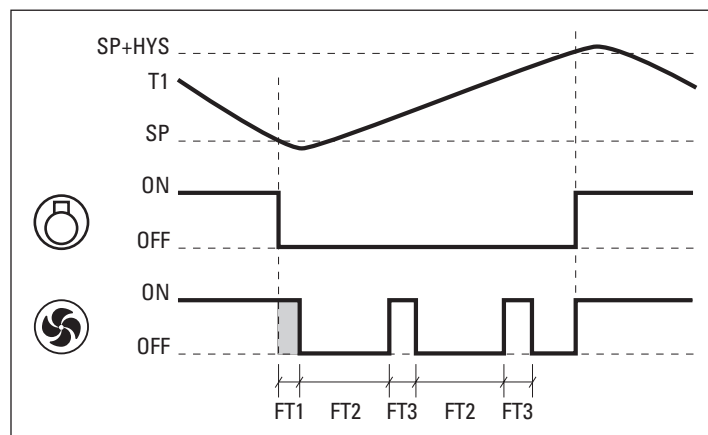 SP+HYS
T1
SP
ON
OFF
ON
OFF
FT1 FT2 FT3 FT2 FT3